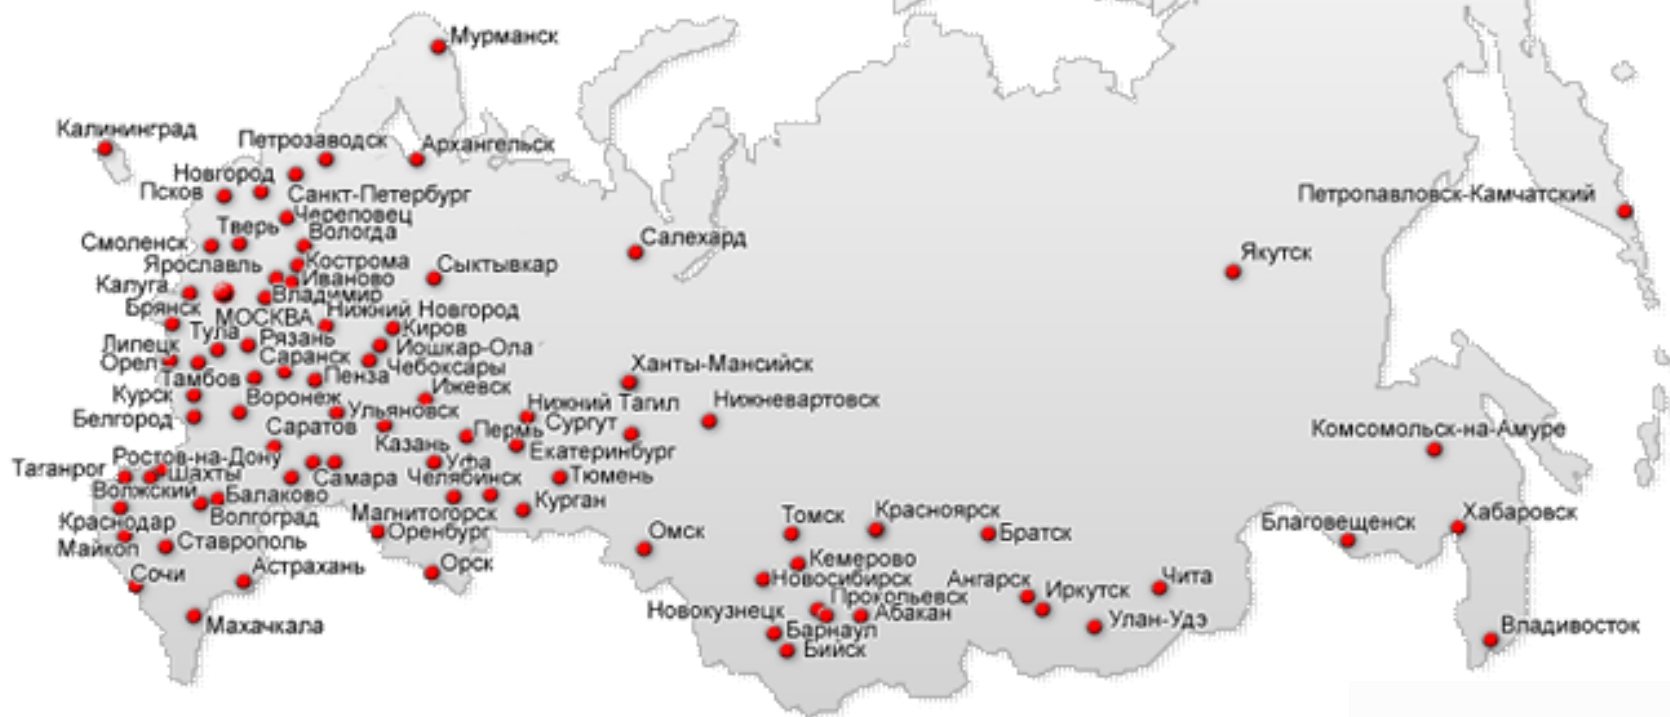 Мурманск
Калининград
Петрозаводск
Архангельск
Новгород
Псков
Санкт-Петербург
Петропавловск-Камчатский
Череповец
Тверь
Вологда
Смоленск
Салехард
Якутск
Ярославль
Кострома
Сыктывкар
Калуга
Иваново
Владимир
Брянск
МОСКВА
Нижний Новгород
Тула
Киров
Рязань
Липецк
Йошкар-Ола
Орел
Саранск
Чебоксары
Ханты-Мансийск
Тамбов
Пенза
Ижевск
Курск
Воронеж
Нижний Тагил
Нижневартовск
Белгород
Ульяновск
Саратов
Сургут
Пермь
Комсомольск-на-Амуре
Казань
Екатеринбург
Ростов-на-Дону
Таганрог
Шахты
Уфа
Самара
Челябинск
Тюмень
Волжский
Балаково
Курган
Волгоград
Магнитогорск
Краснодар
Оренбург
Томск
Красноярск
Благовещенск
Хабаровск
Майкоп
Ставрополь
Омск
Братск
Астрахань
Орск
Кемерово
Сочи
Новосибирск
Ангарск
Чита
Прокопьевск
Иркутск
Новокузнецк
Абакан
Улан-Удэ
Махачкала
Барнаул
Владивосток
Бийск